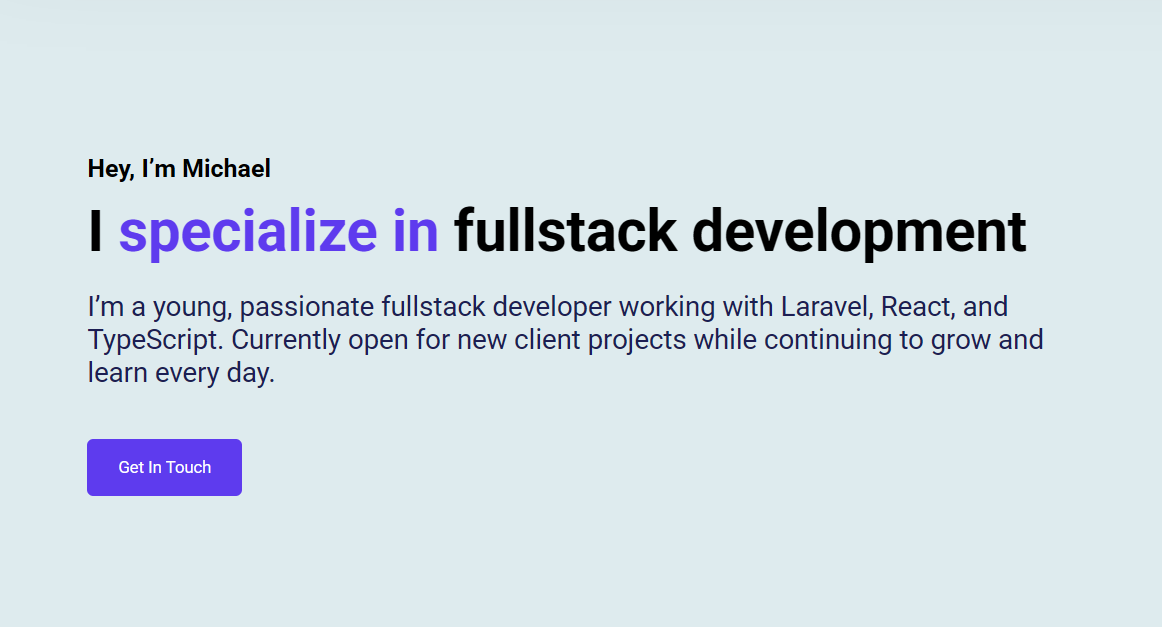 Hey, I’m Michael
I specialize in fullstack development
I’m a young, passionate fullstack developer working with Laravel, React, and
TypeScript. Currently open for new client projects while continuing to grow and
learn every day.
Get In Touch